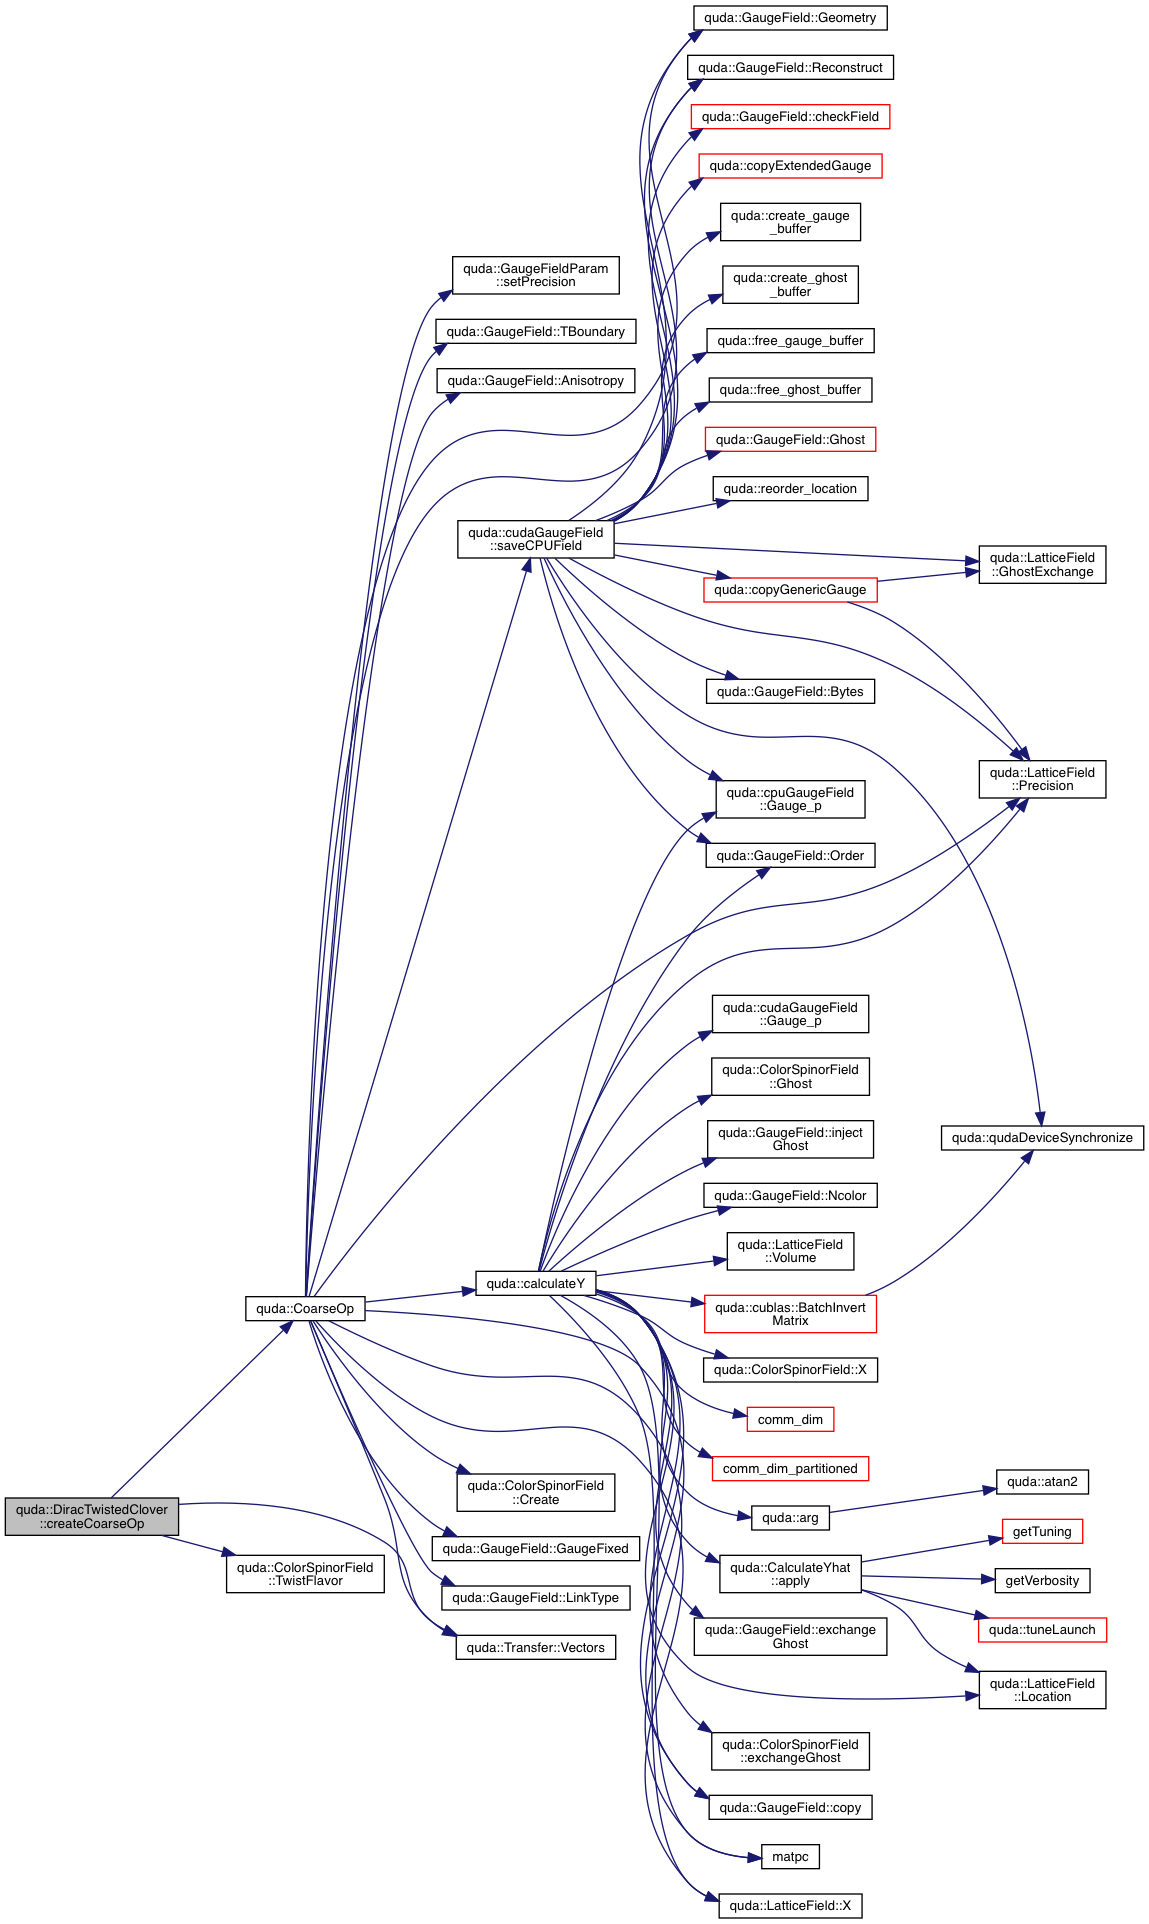 quda::GaugeField::Geometry
quda::GaugeField::Reconstruct
quda::GaugeField::checkField
quda::copyExtendedGauge
quda::create_gauge
_buffer
quda::GaugeFieldParam
::setPrecision
quda::create_ghost
_buffer
quda::GaugeField::TBoundary
quda::free_gauge_buffer
quda::GaugeField::Anisotropy
quda::free_ghost_buffer
quda::GaugeField::Ghost
quda::reorder_location
quda::cudaGaugeField
::saveCPUField
quda::LatticeField
::GhostExchange
quda::copyGenericGauge
quda::GaugeField::Bytes
quda::LatticeField
::Precision
quda::cpuGaugeField
::Gauge_p
quda::GaugeField::Order
quda::cudaGaugeField
::Gauge_p
quda::ColorSpinorField
::Ghost
quda::GaugeField::inject
Ghost
quda::qudaDeviceSynchronize
quda::GaugeField::Ncolor
quda::LatticeField
::Volume
quda::calculateY
quda::CoarseOp
quda::cublas::BatchInvert
Matrix
quda::ColorSpinorField::X
comm_dim
comm_dim_partitioned
quda::ColorSpinorField
::Create
quda::atan2
quda::DiracTwistedClover
::createCoarseOp
quda::arg
getTuning
quda::GaugeField::GaugeFixed
quda::ColorSpinorField
::TwistFlavor
quda::CalculateYhat
::apply
getVerbosity
quda::GaugeField::LinkType
quda::GaugeField::exchange
Ghost
quda::tuneLaunch
quda::Transfer::Vectors
quda::LatticeField
::Location
quda::ColorSpinorField
::exchangeGhost
quda::GaugeField::copy
matpc
quda::LatticeField::X